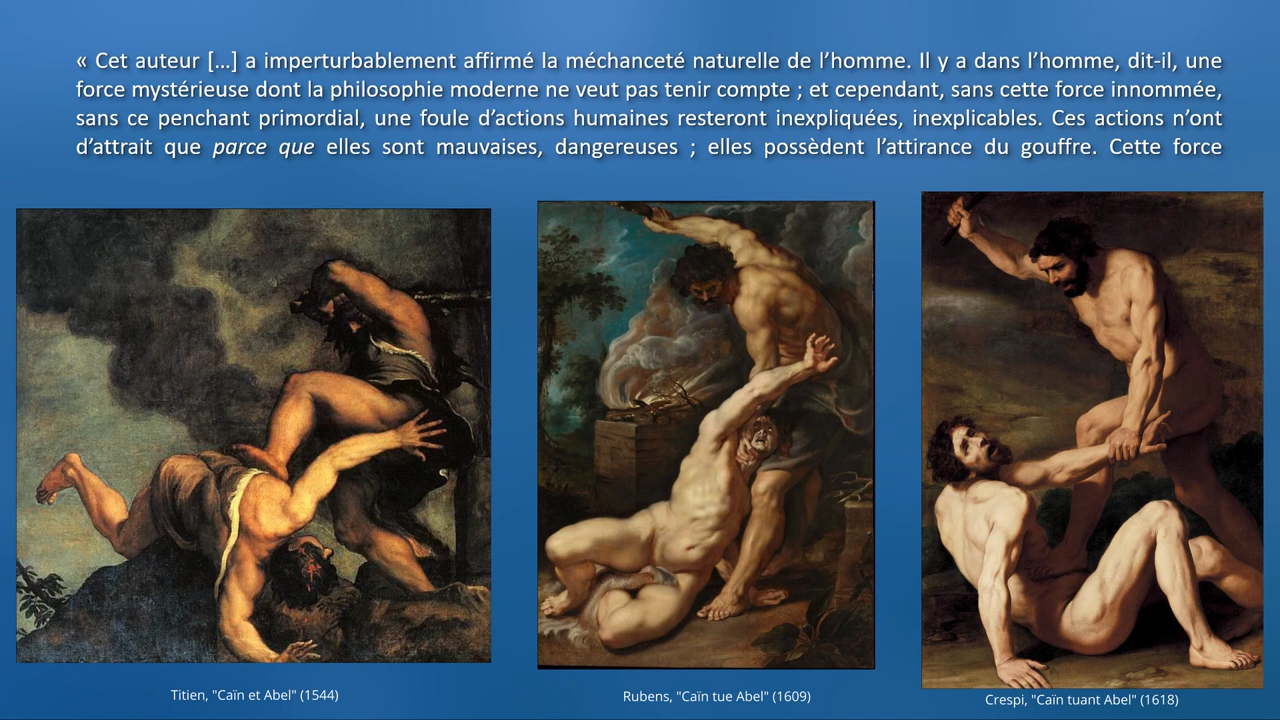 « Cet auteur […] a imperturbablement affirmé la méchanceté naturelle de l’homme. Il y a dans l’homme, dit-il, une
force mystérieuse dont la philosophie moderne ne veut pas tenir compte ; et cependant, sans cette force innommée,
sans ce penchant primordial, une foule d’actions humaines resteront inexpliquées, inexplicables. Ces actions n’ont
d’attrait que parce que elles sont mauvaises, dangereuses ; elles possèdent l’attirance du gouffre. Cette force
Titien, "Caïn et Abel" (1544)
Rubens, "Caïn tue Abel" (1609)
Crespi, "Caïn tuant Abel" (1618)